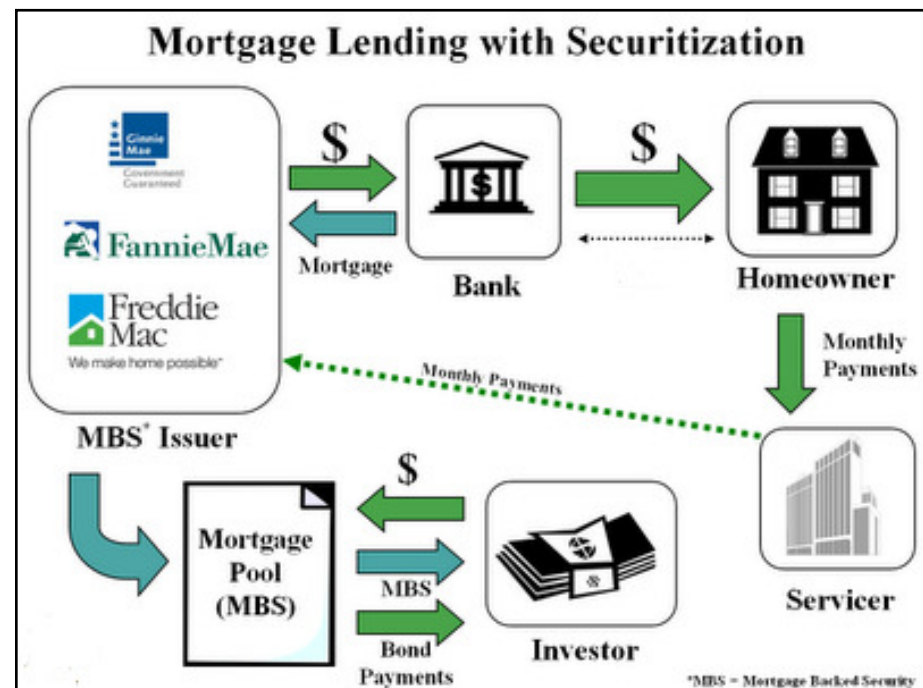 Mortgage Lending with Securitization
Ginnie
Mae
Government
Guaranteed
FannieMae
Freddie
Mac
We make home possible
MBS* Issuer
$
Mortgage
$
Bank
$
Homeowner
Monthly
Payments
Monthly Payments
Servicer
Mortgage
Pool
(MBS)
$
MBS
Bond
Payments
Investor
*MBS = Mortgage Backed Security